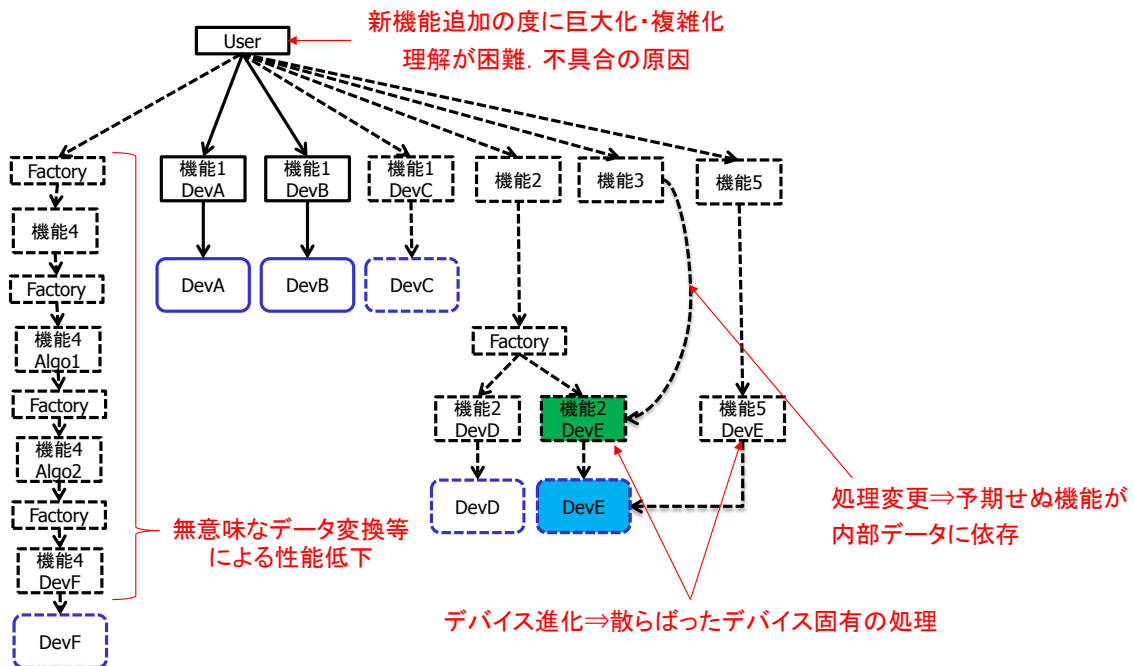 新機能追加の度に巨大化・複雑化
理解が困難．不具合の原因
User
Factory
機能1
DevA
機能1
DevB
機能1
DevC
機能2
機能3
機能5
機能4
DevA
DevB
DevC
Factory
機能4
Algo1
Factory
Factory
機能2
DevD
機能2
DevE
機能5
DevE
機能4
Algo2
Factory
DevD
DevE
処理変更⇒予期せぬ機能が
内部データに依存
無意味なデータ変換等
による性能低下
機能4
DevF
デバイス進化⇒散らばったデバイス固有の処理
DevF